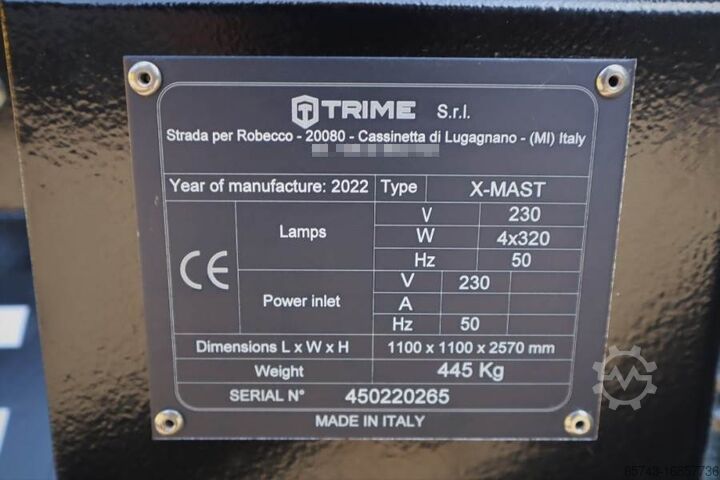 TRIME S.r.l.
Strada per Robecco - 20080 - Cassinetta di Lugagnano - (MI) Italy
Year of manufacture: 2022 Type X-MAST
CE
Lamps
V 230
W 4x320
Hz 50
Power inlet
V 230
A
Hz 50
Dimensions L x W x H 1100 x 1100 x 2570 mm
Weight 445 Kg
SERIAL N° 450220265
MADE IN ITALY